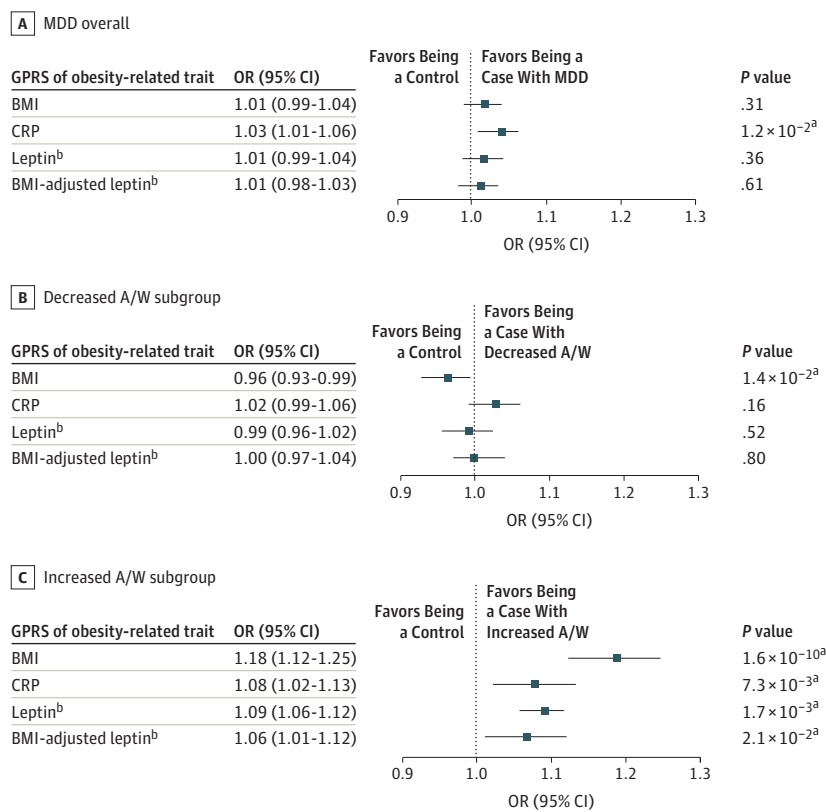 A MDD overall
Favors Being a Control
Favors Being a Case With MDD
GPRS of obesity-related trait OR (95% CI) P value
BMI 1.01 (0.99-1.04) .31
CRP 1.03 (1.01-1.06) 1.2 × 10⁻²ᵃ
Leptinᵇ 1.01 (0.99-1.04) .36
BMI-adjusted leptinᵇ 1.01 (0.98-1.03) .61
0.9 1.0 1.1 1.2 1.3
OR (95% CI)
B Decreased A/W subgroup
Favors Being a Control
Favors Being a Case With Decreased A/W
GPRS of obesity-related trait OR (95% CI) P value
BMI 0.96 (0.93-0.99) 1.4 × 10⁻²ᵃ
CRP 1.02 (0.99-1.06) .16
Leptinᵇ 0.99 (0.96-1.02) .52
BMI-adjusted leptinᵇ 1.00 (0.97-1.04) .80
0.9 1.0 1.1 1.2 1.3
OR (95% CI)
C Increased A/W subgroup
Favors Being a Control
Favors Being a Case With Increased A/W
GPRS of obesity-related trait OR (95% CI) P value
BMI 1.18 (1.12-1.25) 1.6 × 10⁻¹⁰ᵃ
CRP 1.08 (1.02-1.13) 7.3 × 10⁻³ᵃ
Leptinᵇ 1.09 (1.06-1.12) 1.7 × 10⁻³ᵃ
BMI-adjusted leptinᵇ 1.06 (1.01-1.12) 2.1 × 10⁻²ᵃ
0.9 1.0 1.1 1.2 1.3
OR (95% CI)